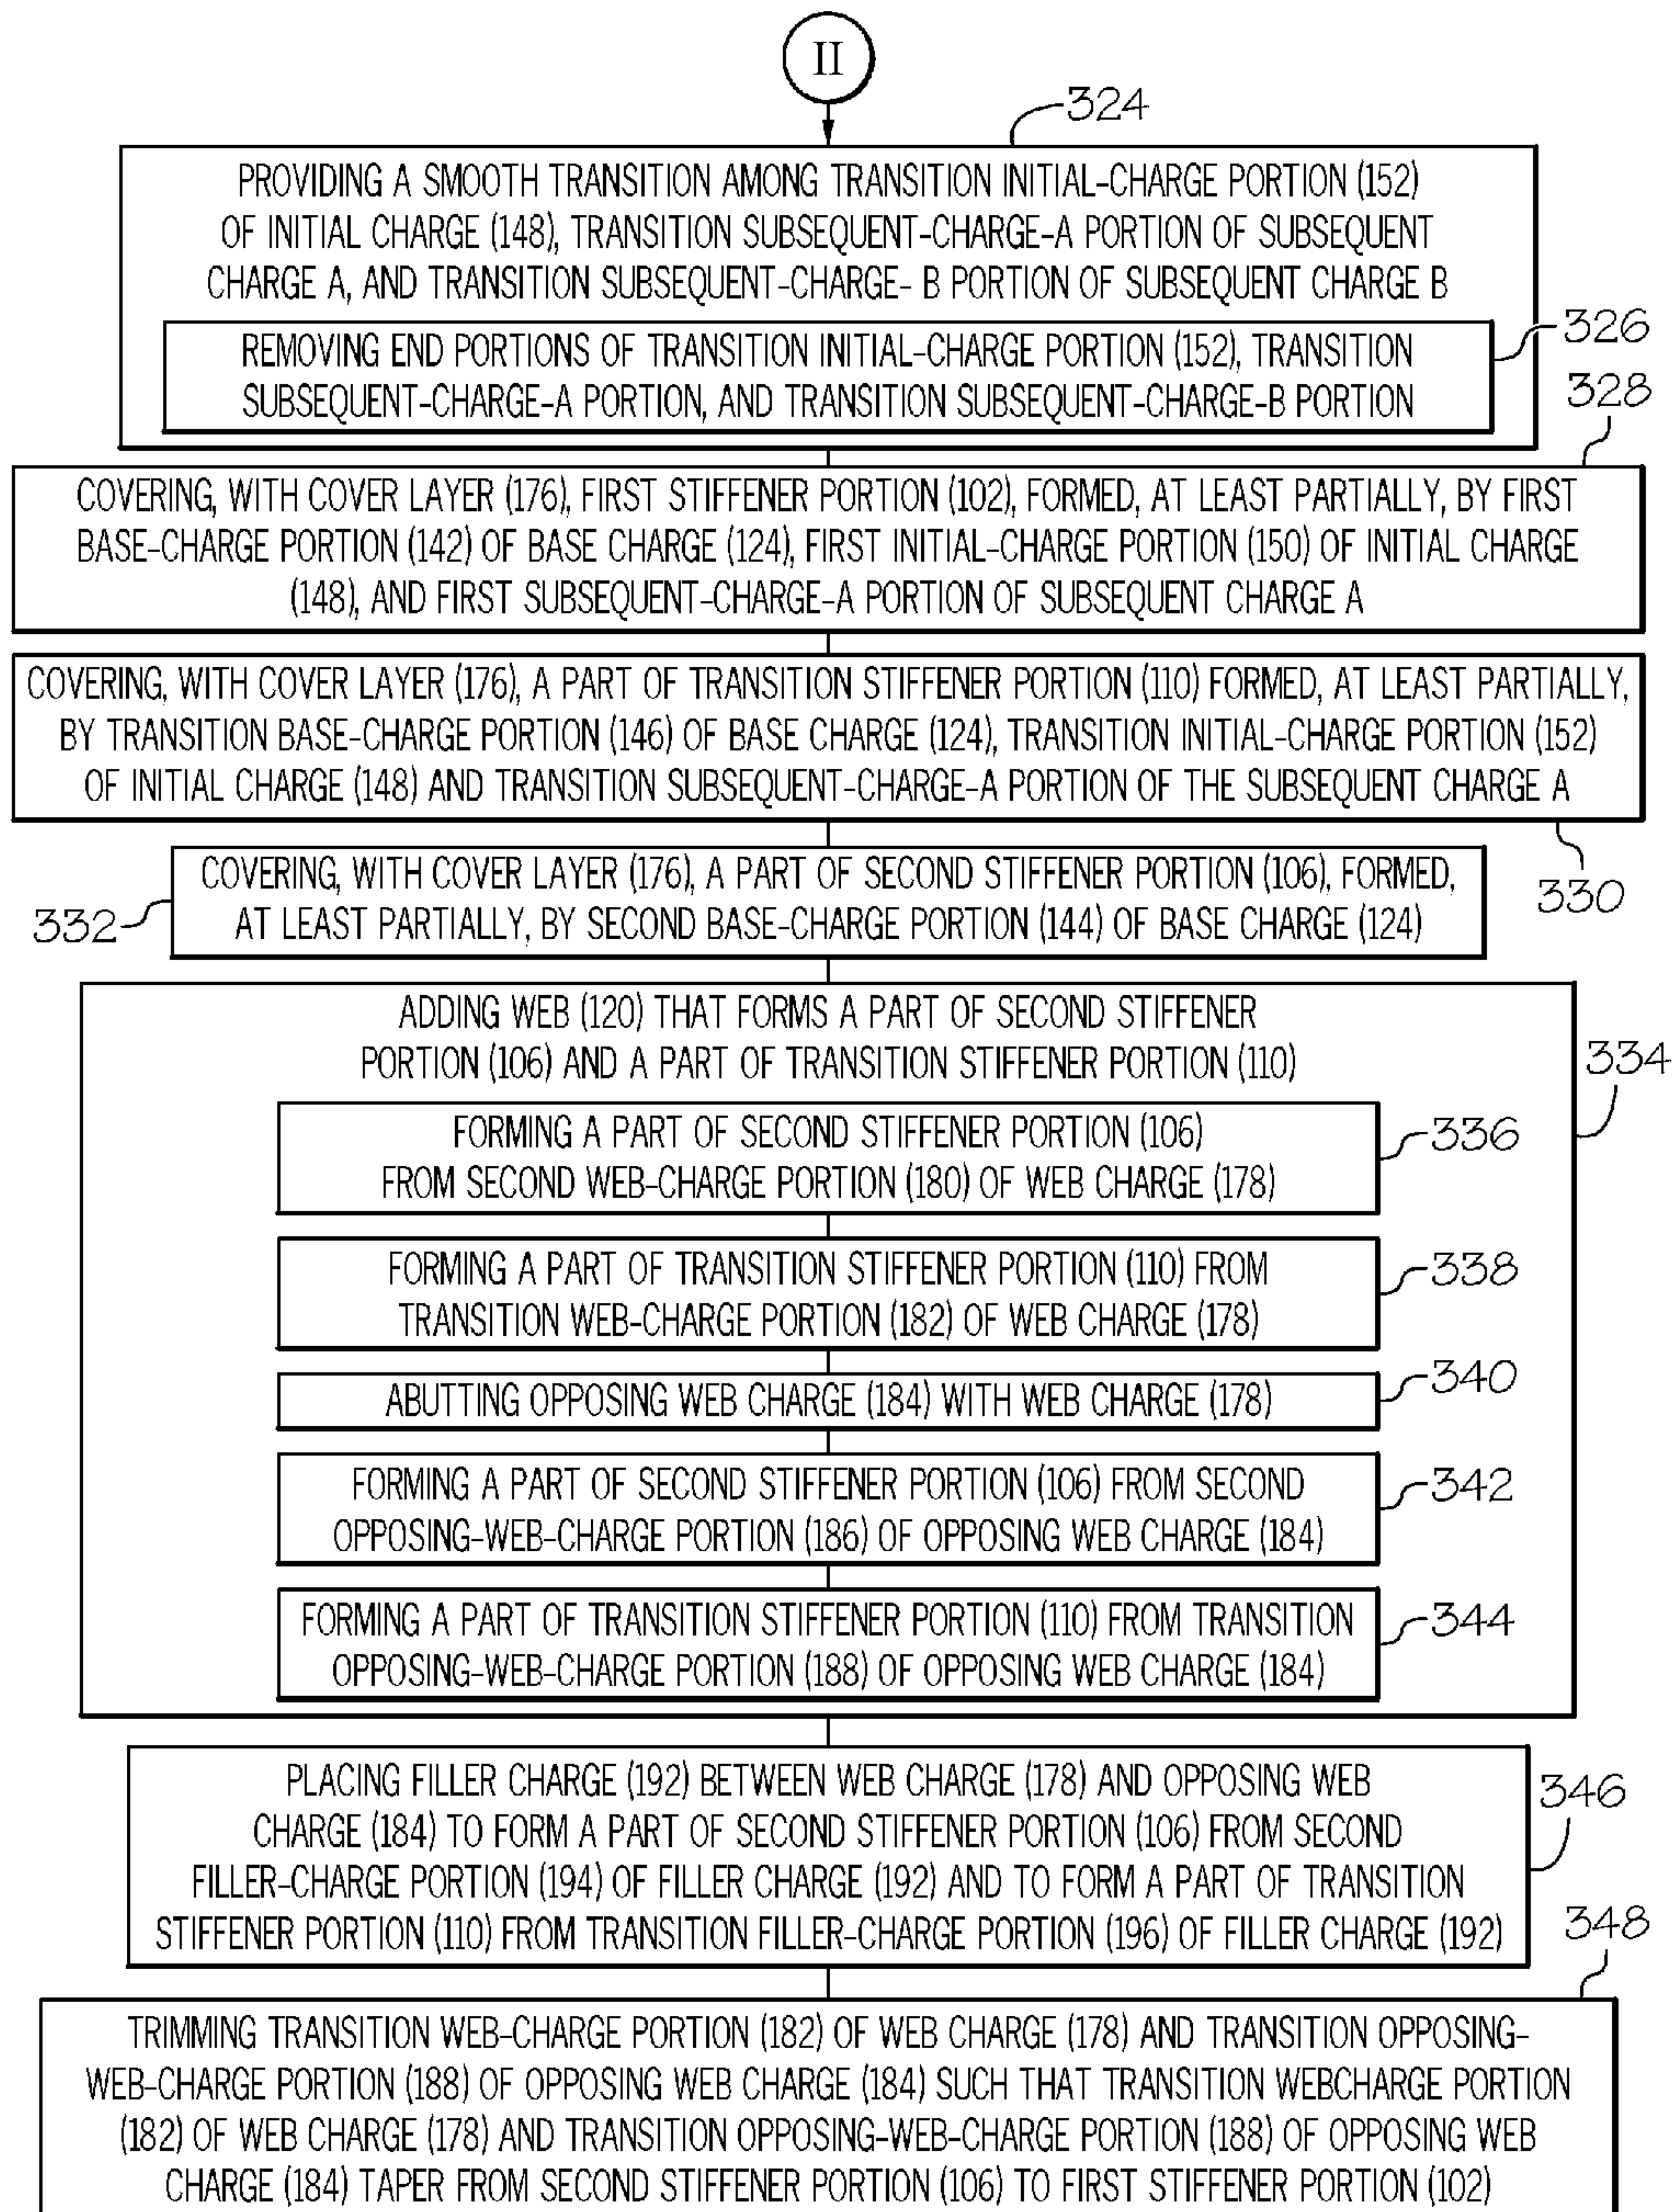 II
324
PROVIDING A SMOOTH TRANSITION AMONG TRANSITION INITIAL-CHARGE PORTION (152)
OF INITIAL CHARGE (148), TRANSITION SUBSEQUENT-CHARGE-A PORTION OF SUBSEQUENT
CHARGE A, AND TRANSITION SUBSEQUENT-CHARGE- B PORTION OF SUBSEQUENT CHARGE B
326
REMOVING END PORTIONS OF TRANSITION INITIAL-CHARGE PORTION (152), TRANSITION
SUBSEQUENT-CHARGE-A PORTION, AND TRANSITION SUBSEQUENT-CHARGE-B PORTION
328
COVERING, WITH COVER LAYER (176), FIRST STIFFENER PORTION (102), FORMED, AT LEAST PARTIALLY, BY FIRST
BASE-CHARGE PORTION (142) OF BASE CHARGE (124), FIRST INITIAL-CHARGE PORTION (150) OF INITIAL CHARGE
(148), AND FIRST SUBSEQUENT-CHARGE-A PORTION OF SUBSEQUENT CHARGE A
COVERING, WITH COVER LAYER (176), A PART OF TRANSITION STIFFENER PORTION (110) FORMED, AT LEAST PARTIALLY,
BY TRANSITION BASE-CHARGE PORTION (146) OF BASE CHARGE (124), TRANSITION INITIAL-CHARGE PORTION (152)
OF INITIAL CHARGE (148) AND TRANSITION SUBSEQUENT-CHARGE-A PORTION OF THE SUBSEQUENT CHARGE A
330
332
COVERING, WITH COVER LAYER (176), A PART OF SECOND STIFFENER PORTION (106), FORMED,
AT LEAST PARTIALLY, BY SECOND BASE-CHARGE PORTION (144) OF BASE CHARGE (124)
ADDING WEB (120) THAT FORMS A PART OF SECOND STIFFENER
PORTION (106) AND A PART OF TRANSITION STIFFENER PORTION (110)
334
FORMING A PART OF SECOND STIFFENER PORTION (106)
FROM SECOND WEB-CHARGE PORTION (180) OF WEB CHARGE (178)
336
FORMING A PART OF TRANSITION STIFFENER PORTION (110) FROM
TRANSITION WEB-CHARGE PORTION (182) OF WEB CHARGE (178)
338
ABUTTING OPPOSING WEB CHARGE (184) WITH WEB CHARGE (178)
340
FORMING A PART OF SECOND STIFFENER PORTION (106) FROM SECOND
OPPOSING-WEB-CHARGE PORTION (186) OF OPPOSING WEB CHARGE (184)
342
FORMING A PART OF TRANSITION STIFFENER PORTION (110) FROM TRANSITION
OPPOSING-WEB-CHARGE PORTION (188) OF OPPOSING WEB CHARGE (184)
344
PLACING FILLER CHARGE (192) BETWEEN WEB CHARGE (178) AND OPPOSING WEB
CHARGE (184) TO FORM A PART OF SECOND STIFFENER PORTION (106) FROM SECOND
FILLER-CHARGE PORTION (194) OF FILLER CHARGE (192) AND TO FORM A PART OF TRANSITION
STIFFENER PORTION (110) FROM TRANSITION FILLER-CHARGE PORTION (196) OF FILLER CHARGE (192)
346
348
TRIMMING TRANSITION WEB-CHARGE PORTION (182) OF WEB CHARGE (178) AND TRANSITION OPPOSING-
WEB-CHARGE PORTION (188) OF OPPOSING WEB CHARGE (184) SUCH THAT TRANSITION WEBCHARGE PORTION
(182) OF WEB CHARGE (178) AND TRANSITION OPPOSING-WEB-CHARGE PORTION (188) OF OPPOSING WEB
CHARGE (184) TAPER FROM SECOND STIFFENER PORTION (106) TO FIRST STIFFENER PORTION (102)